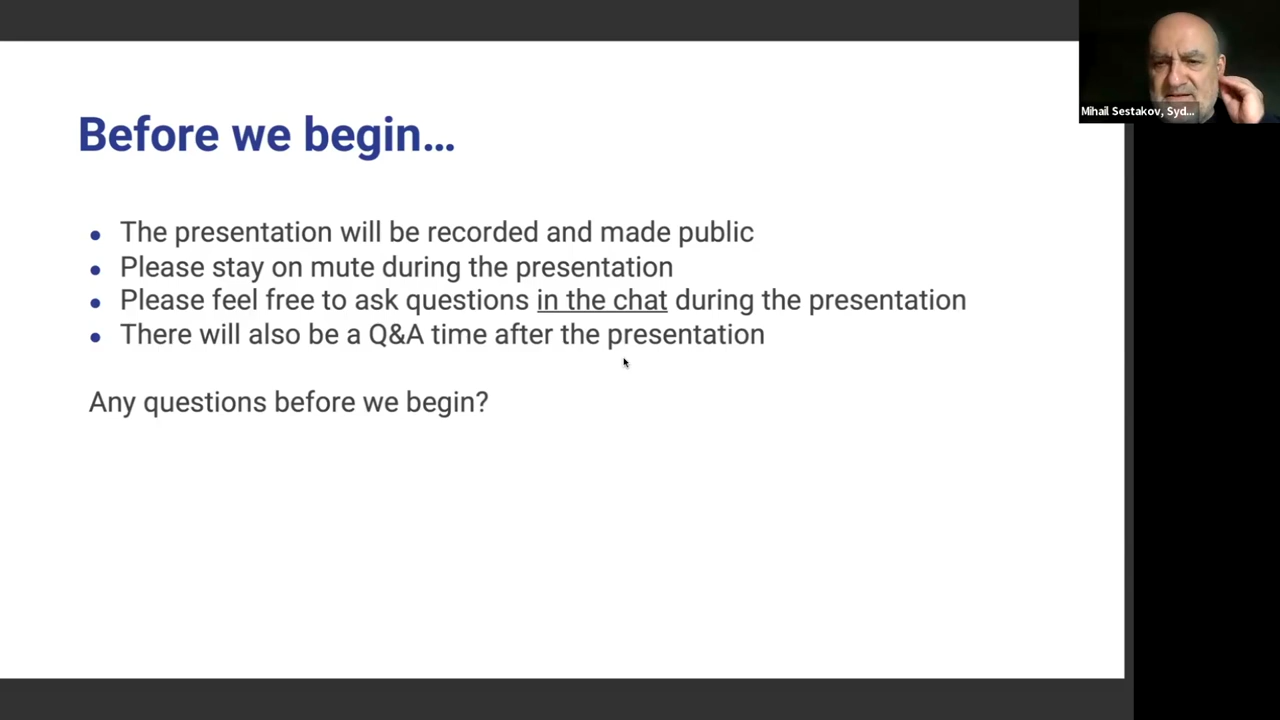 Before we begin…
● The presentation will be recorded and made public
● Please stay on mute during the presentation
● Please feel free to ask questions in the chat during the presentation
● There will also be a Q&A time after the presentation
Any questions before we begin?
Mihail Sestakov, Syd...